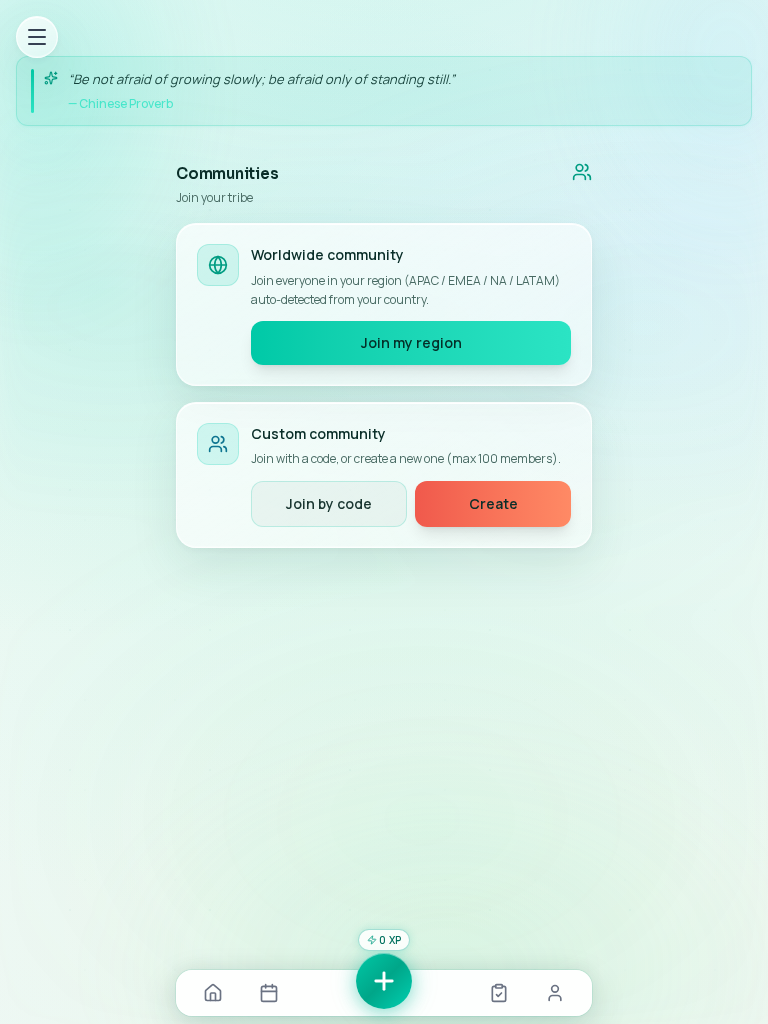 “Be not afraid of growing slowly; be afraid only of standing still.”
— Chinese Proverb
Communities
Join your tribe
Worldwide community
Join everyone in your region (APAC / EMEA / NA / LATAM)
auto-detected from your country.
Join my region
Custom community
Join with a code, or create a new one (max 100 members).
Join by code
Create
0 XP